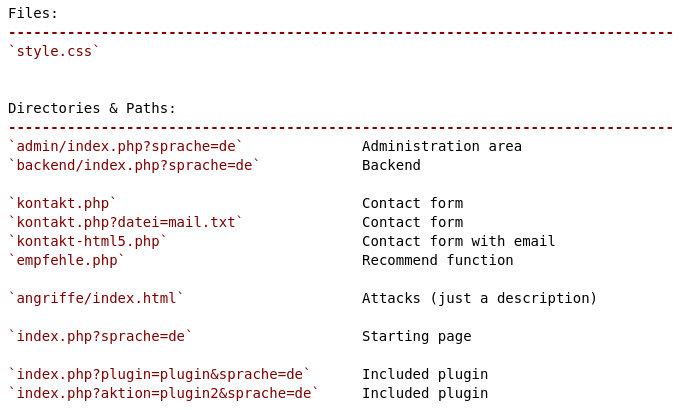 Files:
-------------------------------------------------------------------------------
`style.css`
Directories & Paths:
-------------------------------------------------------------------------------
`admin/index.php?sprache=de` Administration area
`backend/index.php?sprache=de` Backend
`kontakt.php` Contact form
`kontakt.php?datei=mail.txt` Contact form
`kontakt-html5.php` Contact form with email
`empfehle.php` Recommend function
`angriffe/index.html` Attacks (just a description)
`index.php?sprache=de` Starting page
`index.php?plugin=plugin&sprache=de` Included plugin
`index.php?aktion=plugin2&sprache=de` Included plugin